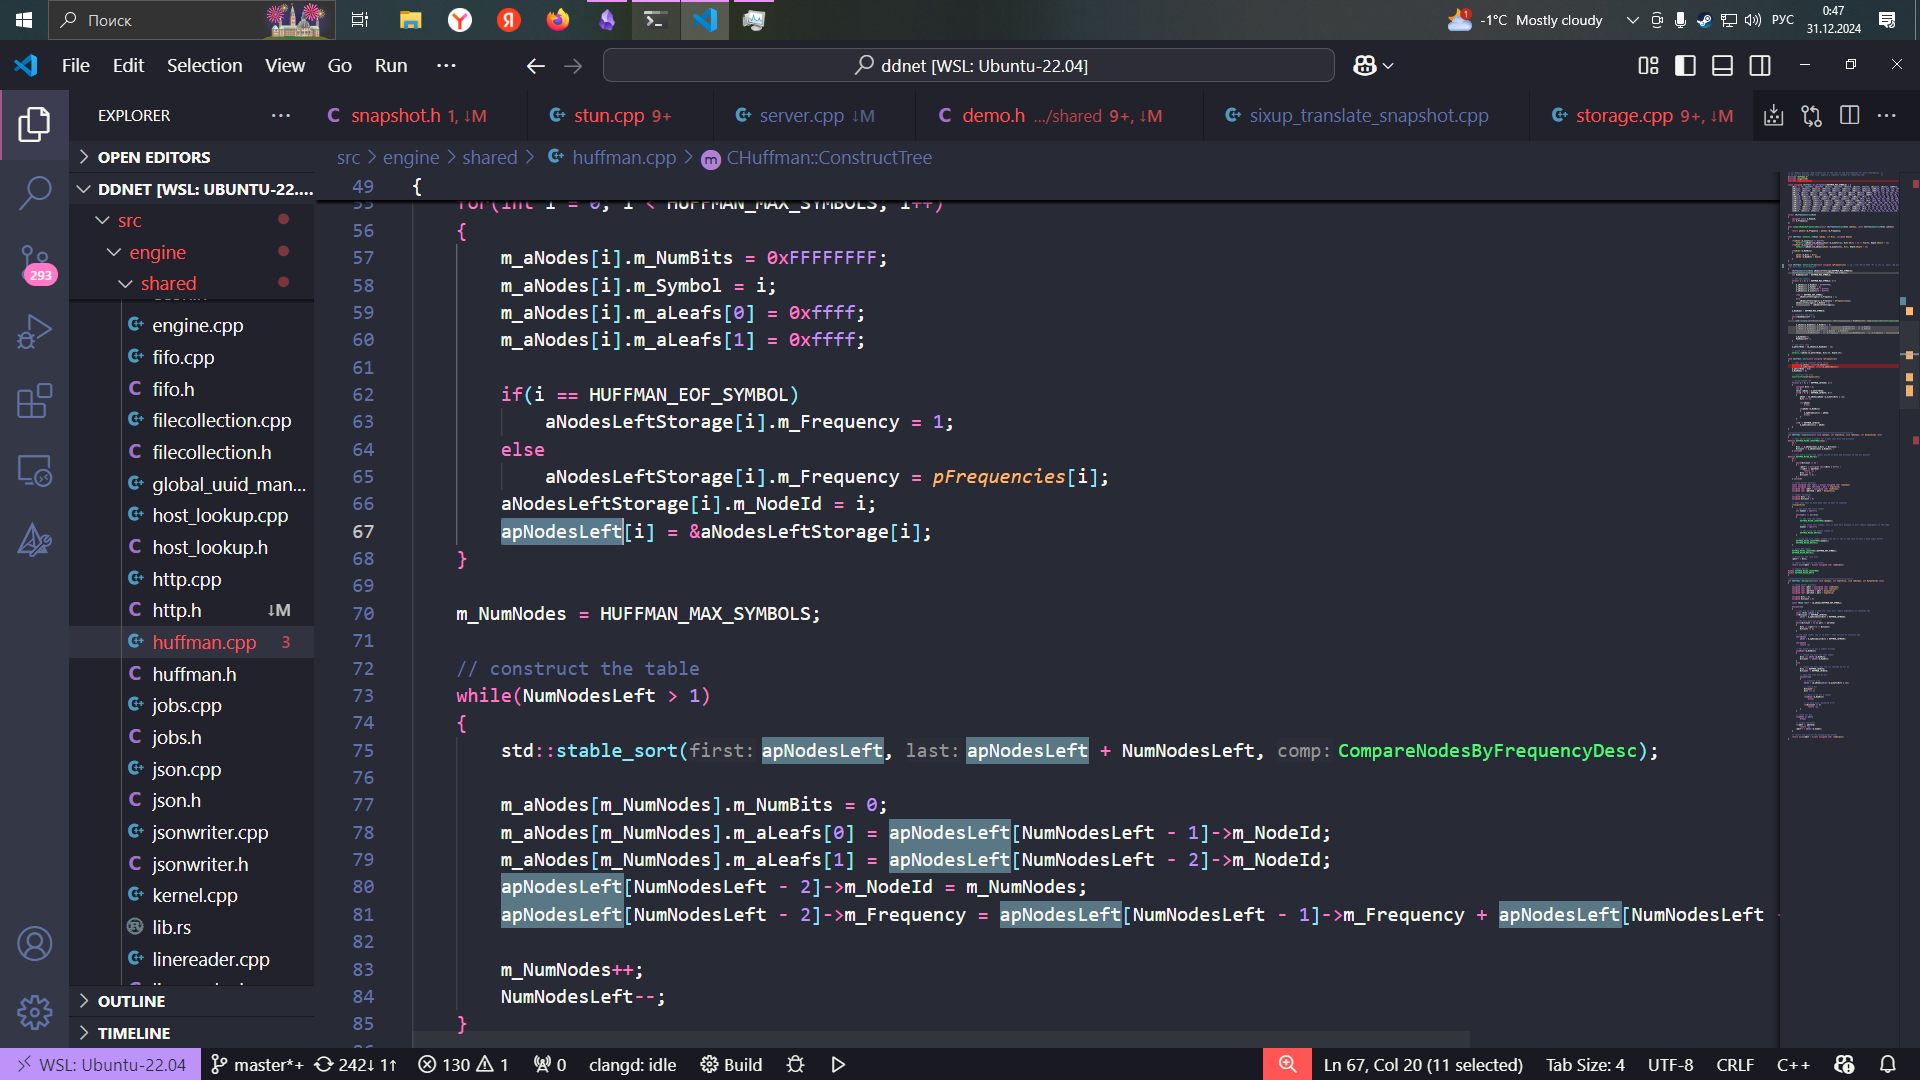 Поиск
-1°C Mostly cloudy
РУС
0:47
31.12.2024
File Edit Selection View Go Run ···
ddnet [WSL: Ubuntu-22.04]
EXPLORER ···
snapshot.h 1, ↓M
stun.cpp 9+
server.cpp ↓M
demo.h .../shared 9+, ↓M
sixup_translate_snapshot.cpp
storage.cpp 9+, ↓M
src > engine > shared > huffman.cpp > CHuffman::ConstructTree
OPEN EDITORS
DDNET [WSL: UBUNTU-22....
src
engine
shared
engine.cpp
fifo.cpp
fifo.h
filecollection.cpp
filecollection.h
global_uuid_man...
host_lookup.cpp
host_lookup.h
http.cpp
http.h ↓M
huffman.cpp 3
huffman.h
jobs.cpp
jobs.h
json.cpp
json.h
jsonwriter.cpp
jsonwriter.h
kernel.cpp
lib.rs
linereader.cpp
OUTLINE
TIMELINE
293
49 {
55 for(int i = 0; i < HUFFMAN_MAX_SYMBOLS; i++)
56 {
57 m_aNodes[i].m_NumBits = 0xFFFFFFFF;
58 m_aNodes[i].m_Symbol = i;
59 m_aNodes[i].m_aLeafs[0] = 0xffff;
60 m_aNodes[i].m_aLeafs[1] = 0xffff;
61
62 if(i == HUFFMAN_EOF_SYMBOL)
63 aNodesLeftStorage[i].m_Frequency = 1;
64 else
65 aNodesLeftStorage[i].m_Frequency = pFrequencies[i];
66 aNodesLeftStorage[i].m_NodeId = i;
67 apNodesLeft[i] = &aNodesLeftStorage[i];
68 }
69
70 m_NumNodes = HUFFMAN_MAX_SYMBOLS;
71
72 // construct the table
73 while(NumNodesLeft > 1)
74 {
75 std::stable_sort(first: apNodesLeft, last: apNodesLeft + NumNodesLeft, comp: CompareNodesByFrequencyDesc);
76
77 m_aNodes[m_NumNodes].m_NumBits = 0;
78 m_aNodes[m_NumNodes].m_aLeafs[0] = apNodesLeft[NumNodesLeft - 1]->m_NodeId;
79 m_aNodes[m_NumNodes].m_aLeafs[1] = apNodesLeft[NumNodesLeft - 2]->m_NodeId;
80 apNodesLeft[NumNodesLeft - 2]->m_NodeId = m_NumNodes;
81 apNodesLeft[NumNodesLeft - 2]->m_Frequency = apNodesLeft[NumNodesLeft - 1]->m_Frequency + apNodesLeft[NumNodesLeft -
82
83 m_NumNodes++;
84 NumNodesLeft--;
85 }
WSL: Ubuntu-22.04 master*+ 242↓ 1↑ 130 1 0 clangd: idle Build Ln 67, Col 20 (11 selected) Tab Size: 4 UTF-8 CRLF C++